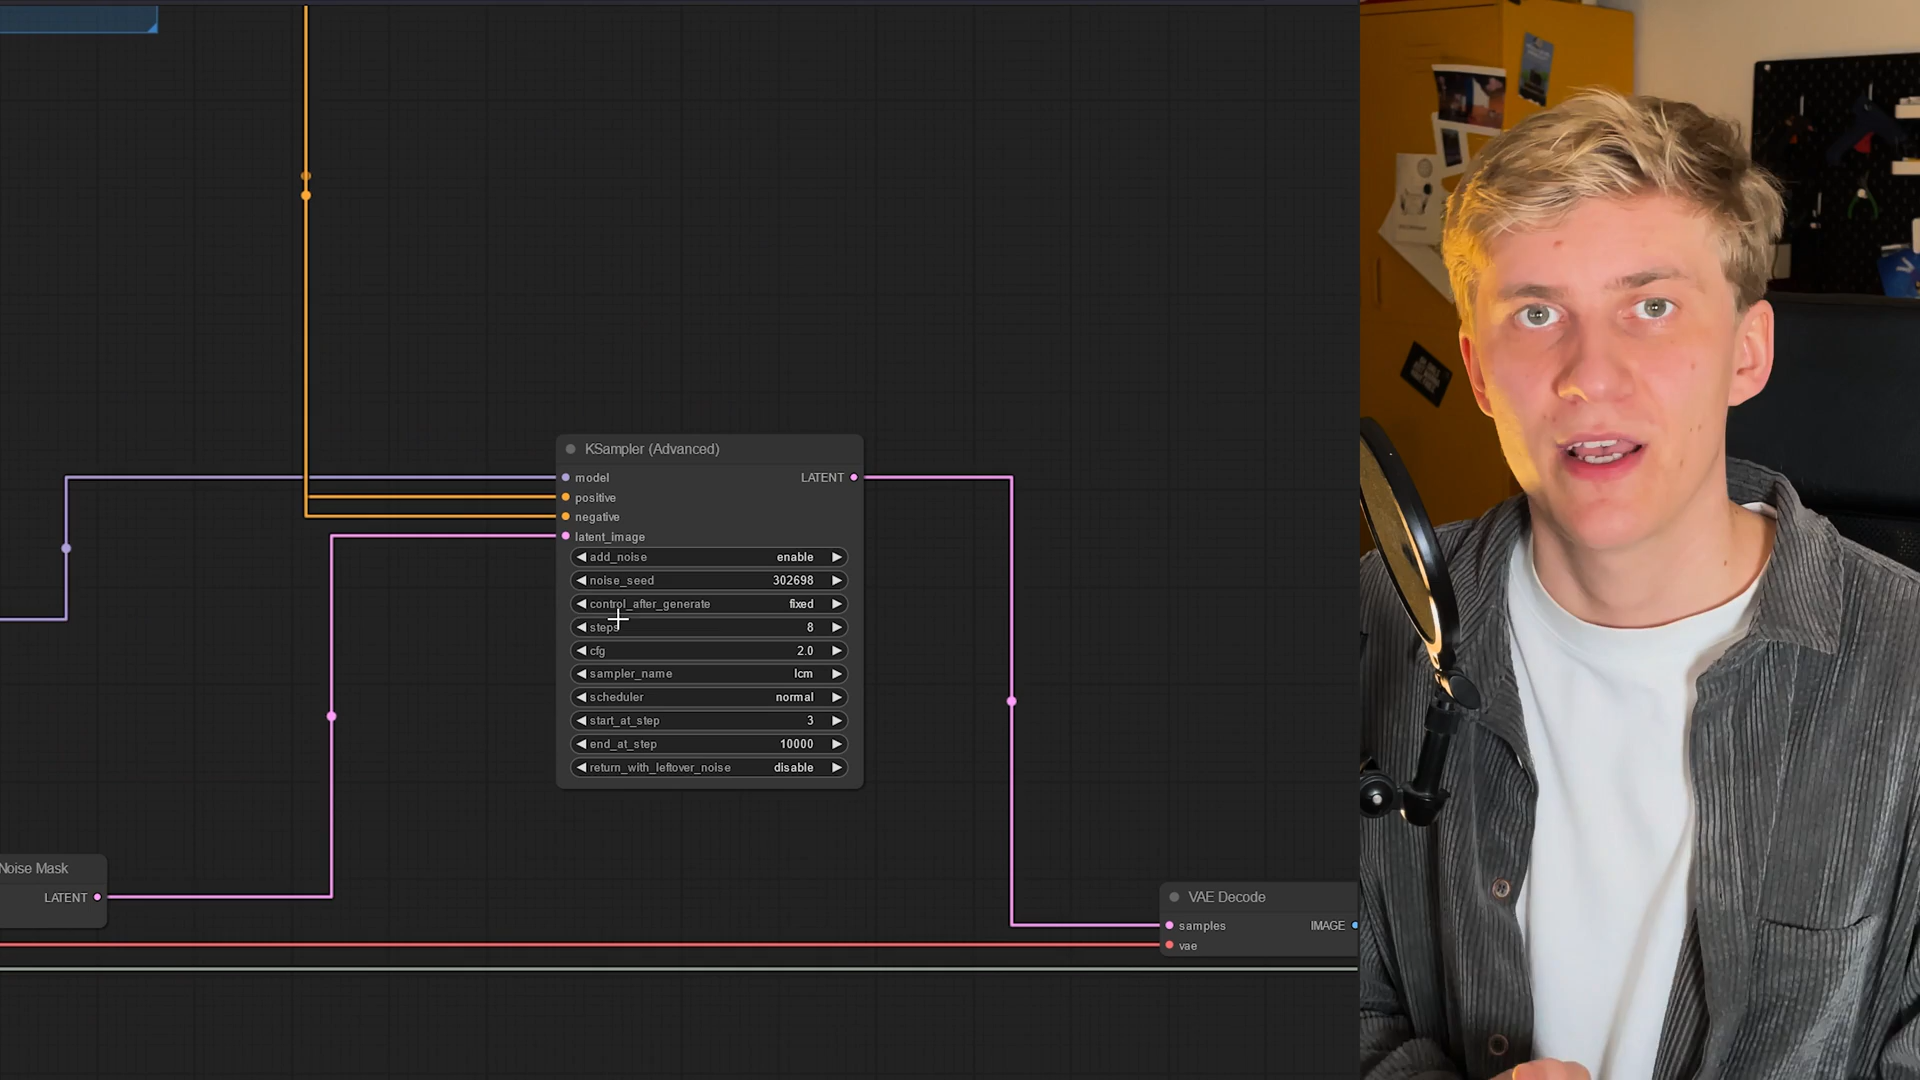 KSampler (Advanced)
model LATENT
positive
negative
latent_image
add_noise enable
noise_seed 302698
control_after_generate fixed
steps 8
cfg 2.0
sampler_name lcm
scheduler normal
start_at_step 3
end_at_step 10000
return_with_leftover_noise disable
Noise Mask
LATENT
VAE Decode
samples IMAGE
vae